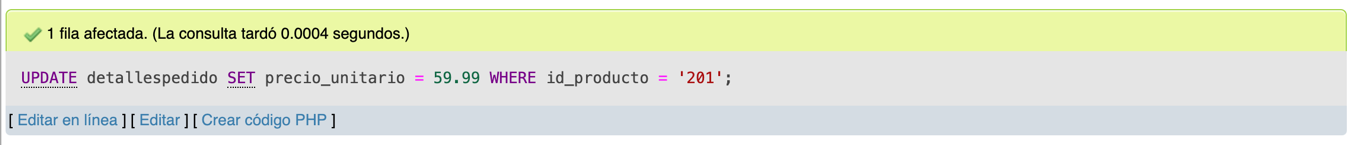 1 fila afectada. (La consulta tardó 0.0004 segundos.)
UPDATE detallespedido SET precio_unitario = 59.99 WHERE id_producto = '201';
[ Editar en línea ] [ Editar ] [ Crear código PHP ]